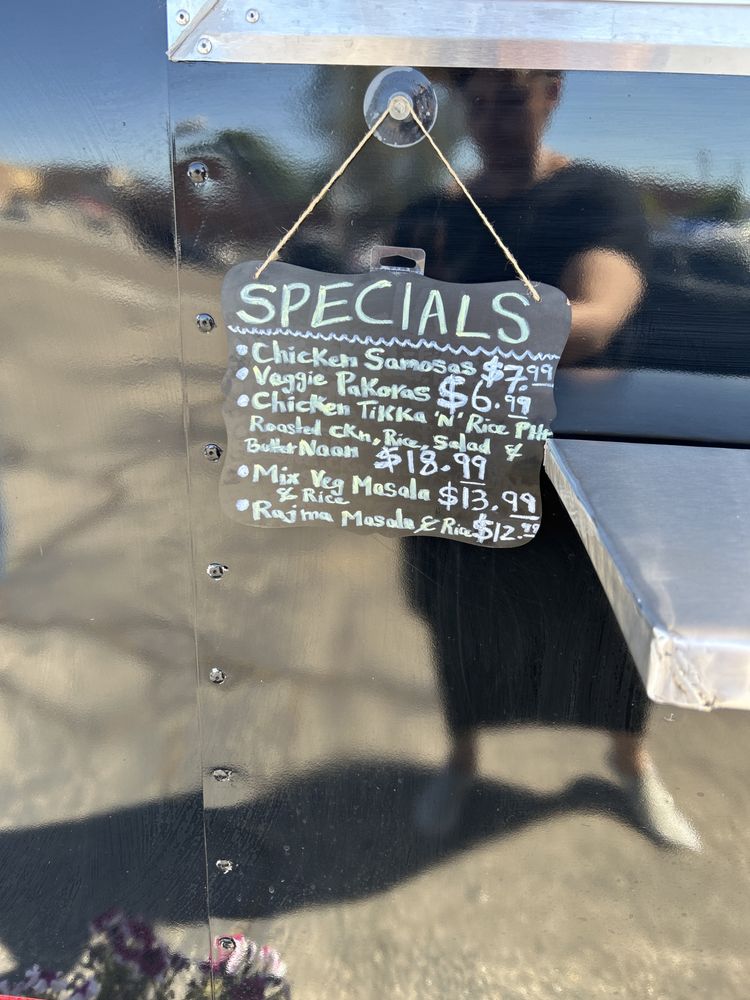 SPECIALS
• Chicken Samosas $7.99
• Veggie Pakoras $6.99
• Chicken Tikka 'N' Rice
Roasted ckn, Rice, Salad &
Butter Naan $18.99
• Mix Veg Masala $13.99
& Rice
• Rajma Masala & Rice $12.99